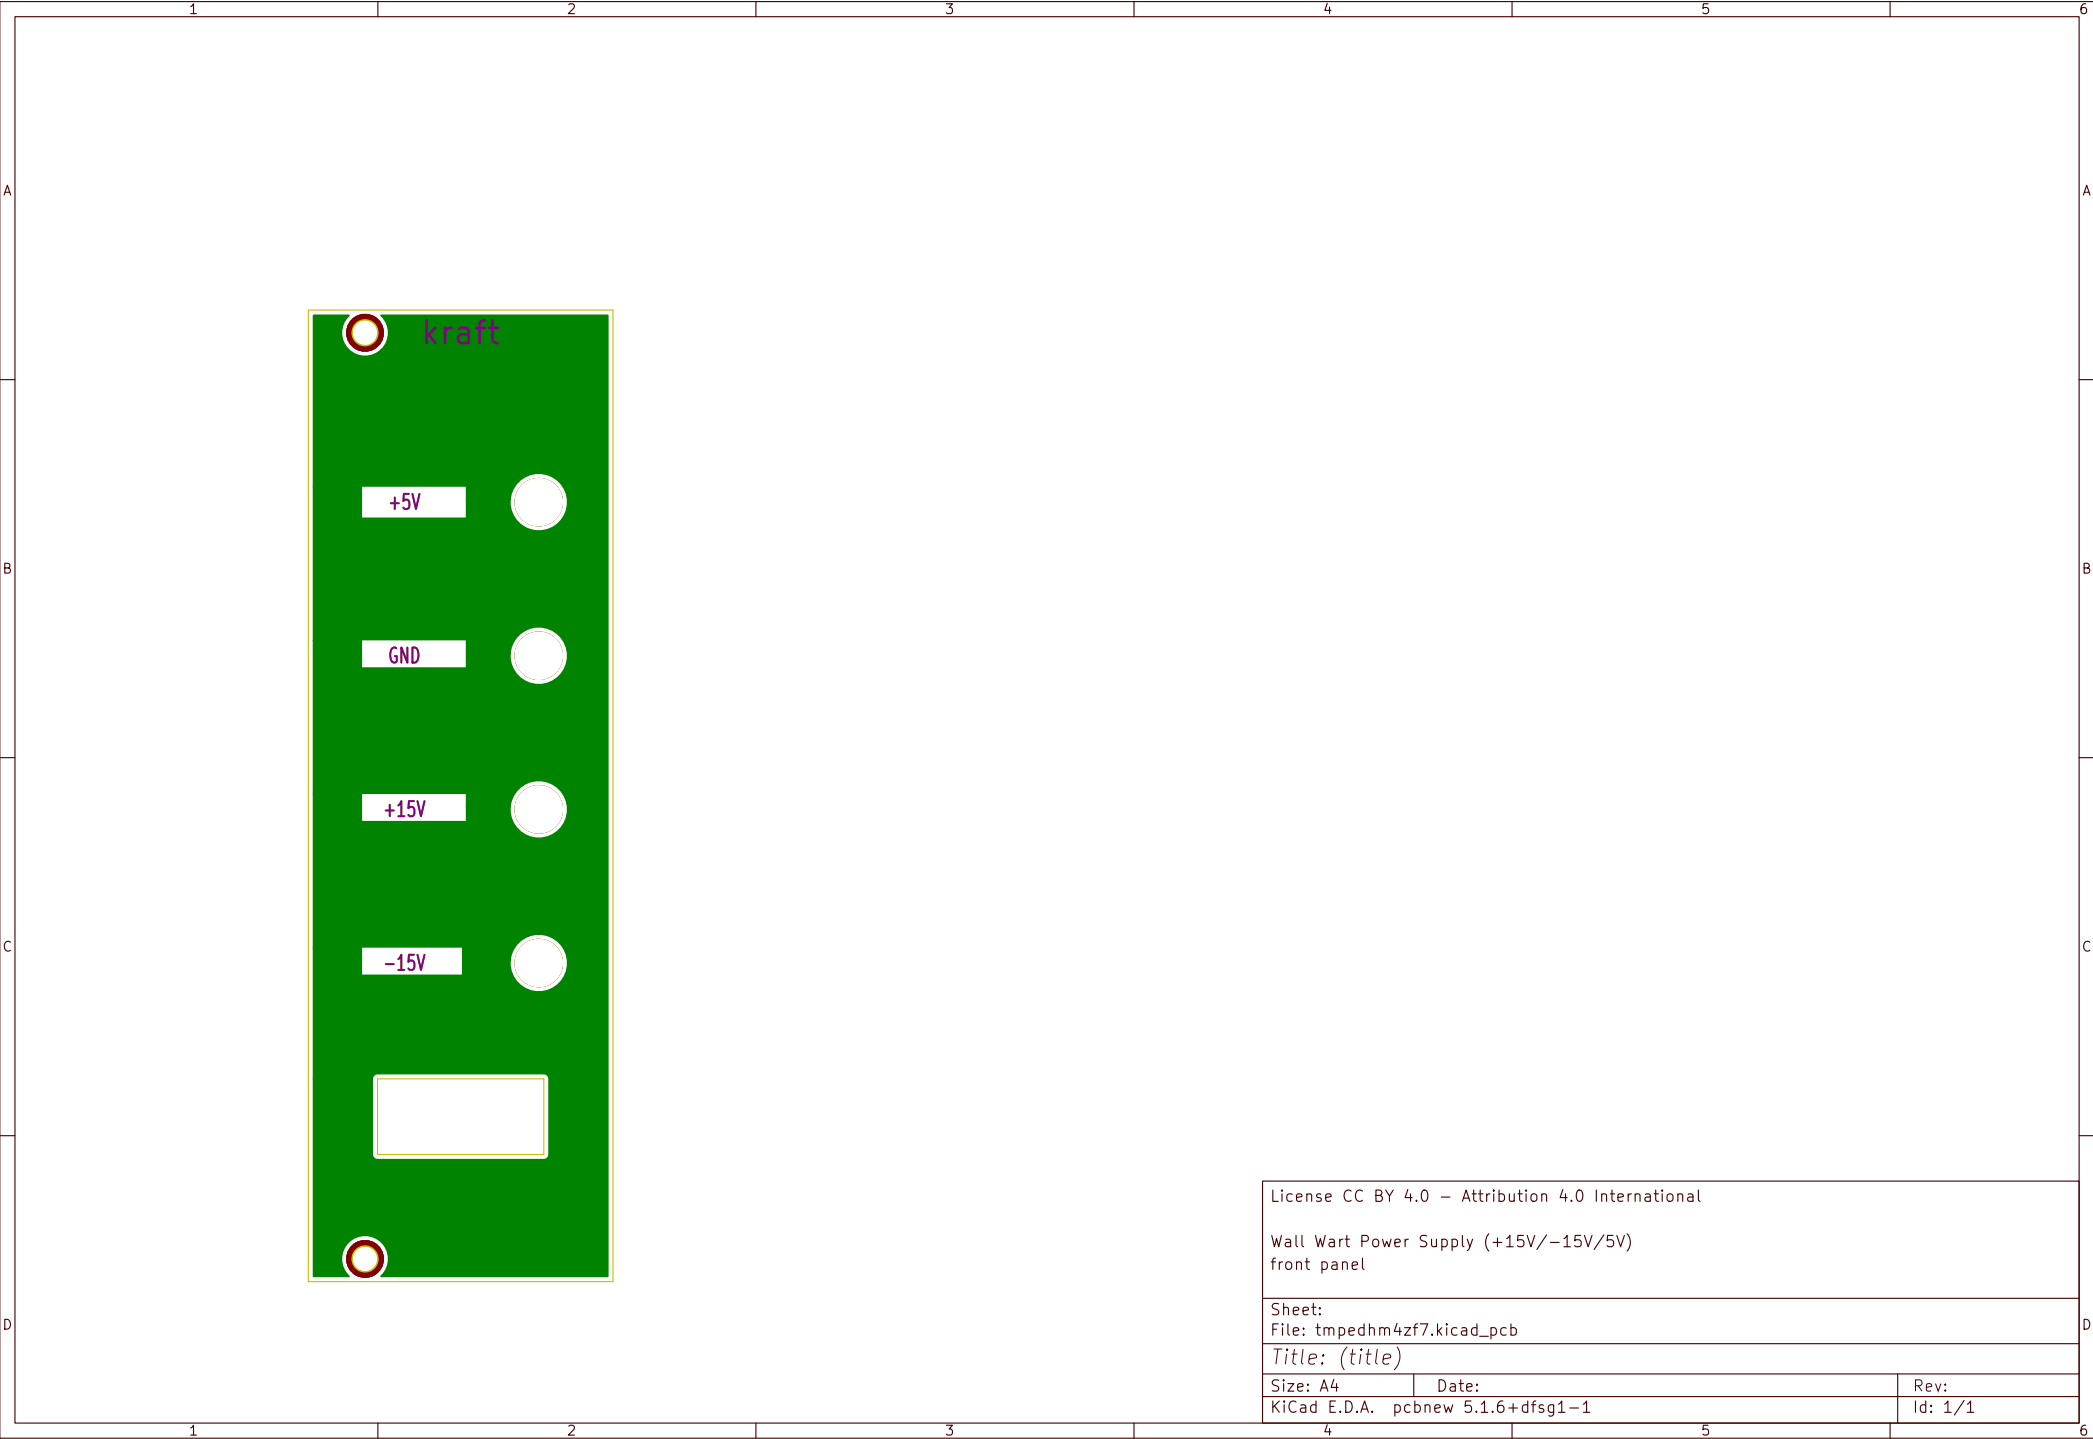 1 2 3 4 5 6
A A
kraft
+5V
B B
GND
+15V
C C
-15V
License CC BY 4.0 - Attribution 4.0 International
Wall Wart Power Supply (+15V/-15V/5V)
front panel
Sheet:
D D
File: tmpedhm4zf7.kicad_pcb
Title: (title)
Size: A4 Date: Rev:
KiCad E.D.A. pcbnew 5.1.6+dfsg1-1 Id: 1/1
1 2 3 4 5 6